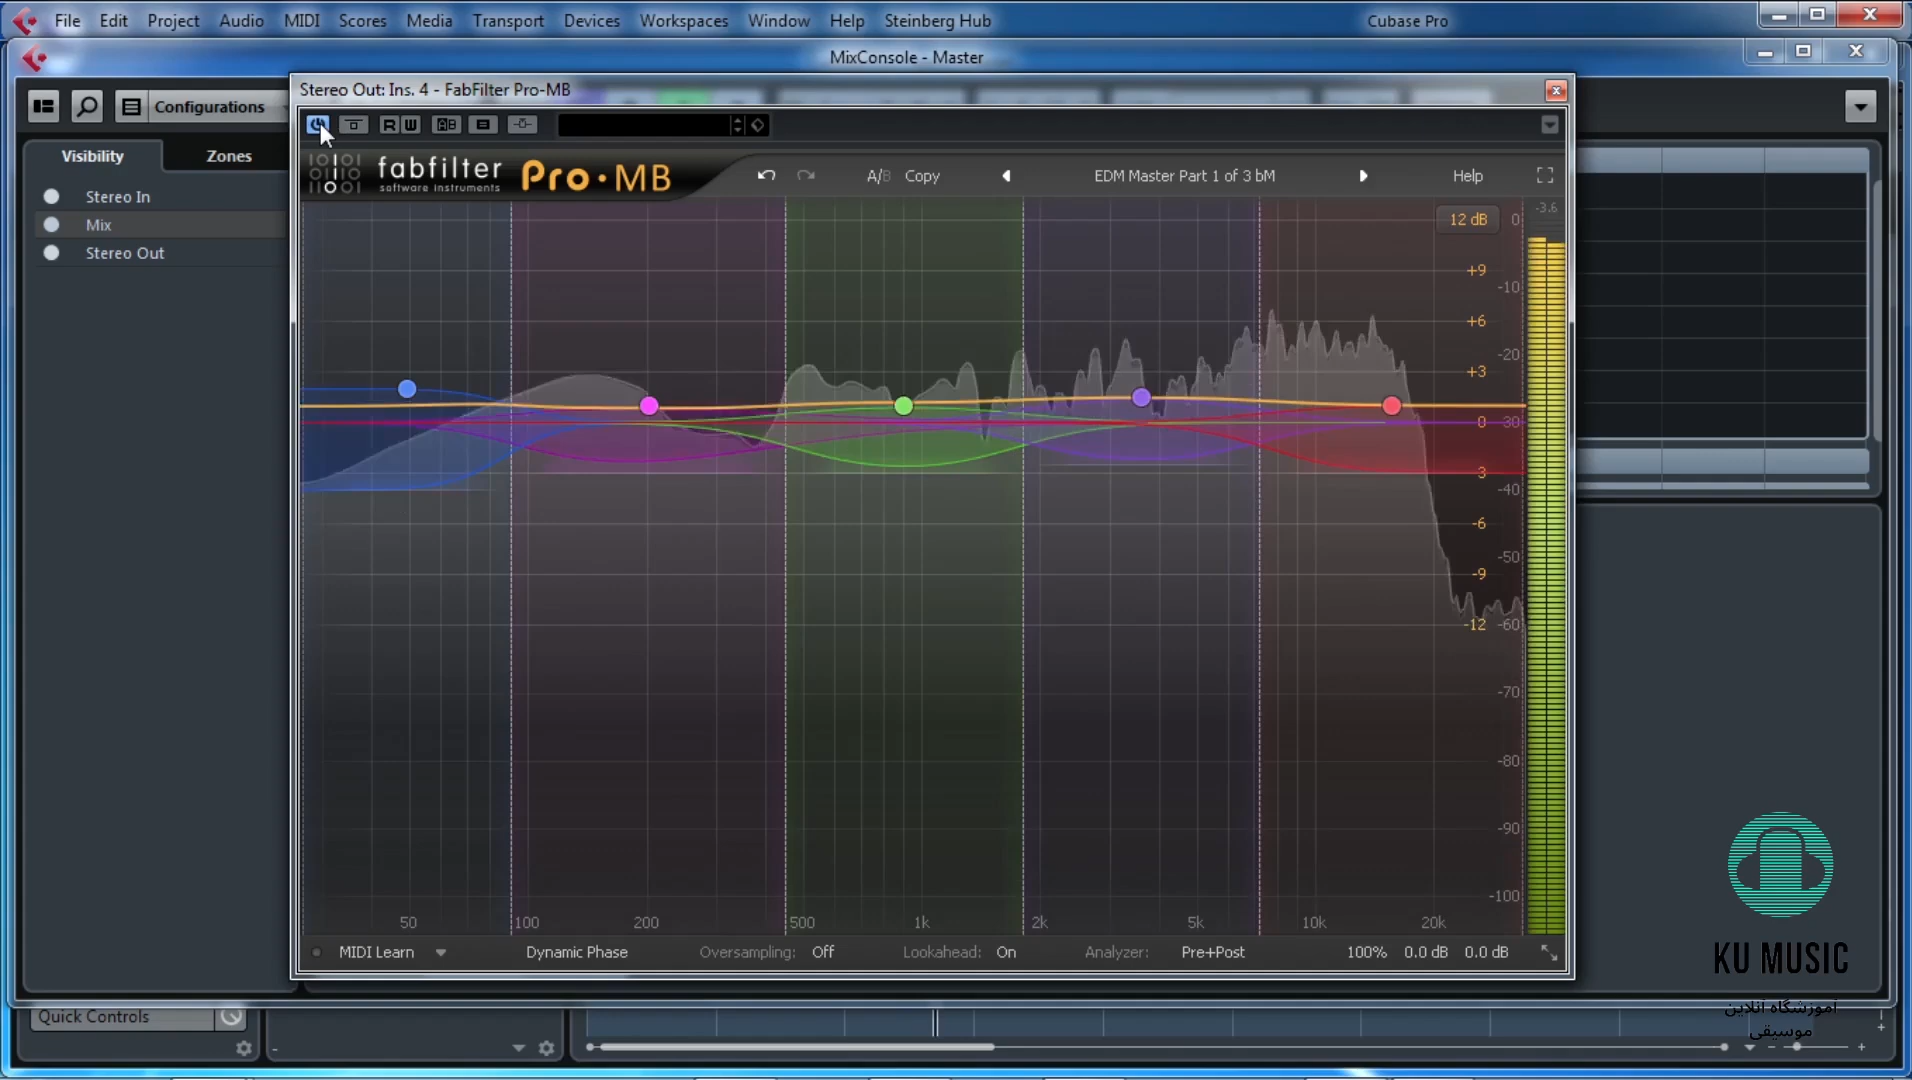 File Edit Project Audio MIDI Scores Media Transport Devices Workspaces Window Help Steinberg Hub Cubase Pro
MixConsole - Master
Stereo Out: Ins. 4 - FabFilter Pro-MB
Configurations
R W AB
Visibility Zones
fabfilter
software instruments
Pro·MB
A/B Copy EDM Master Part 1 of 3 bM Help
Stereo In
Mix
Stereo Out
12 dB 0 -3.6
+9
-10
+6
-20
+3
0 -30
3
-40
-6
-50
-9
-12 -60
-70
-80
-90
-100
50 100 200 500 1k 2k 5k 10k 20k
MIDI Learn Dynamic Phase Oversampling: Off Lookahead: On Analyzer: Pre+Post 100% 0.0 dB 0.0 dB
KU MUSIC
آموزشگاه آنلاین
موسیقی
Quick Controls